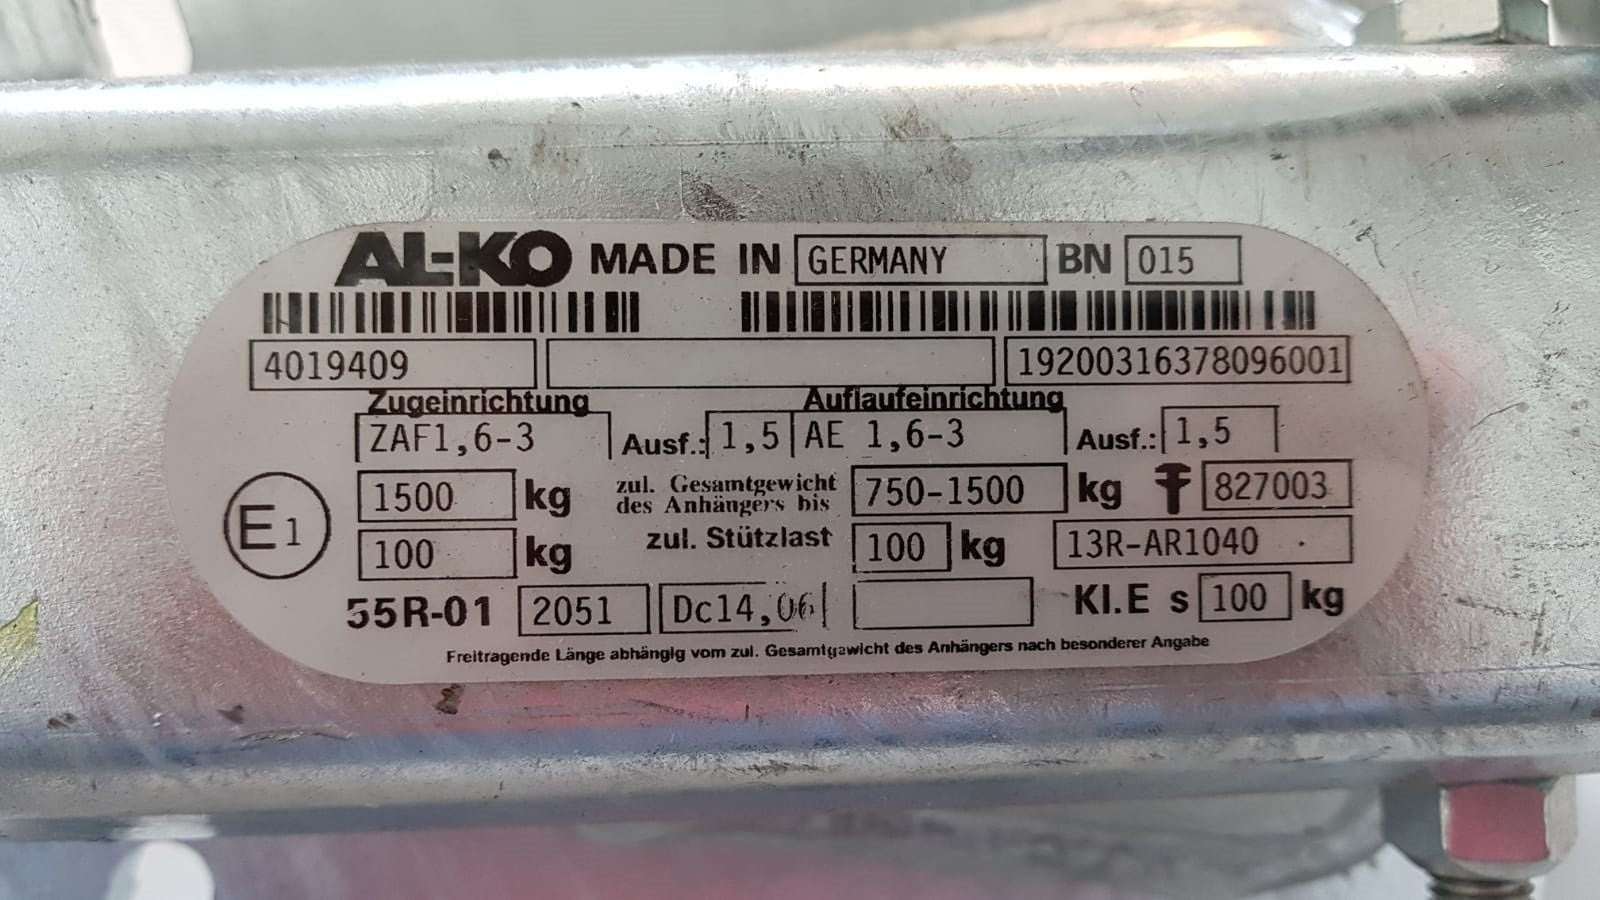 AL-KO MADE IN GERMANY BN 015
4019409 19200316378096001
Zugeinrichtung Auflaufeinrichtung
ZAF1,6-3 Ausf.: 1,5 AE 1,6-3 Ausf.: 1,5
1500 kg zul. Gesamtgewicht des Anhängers bis 750-1500 kg 827003
E1
100 kg zul. Stützlast 100 kg 13R-AR1040
55R-01 2051 Dc14,06 Kl.E s 100 kg
Freitragende Länge abhängig vom zul. Gesamtgewicht des Anhängers nach besonderer Angabe